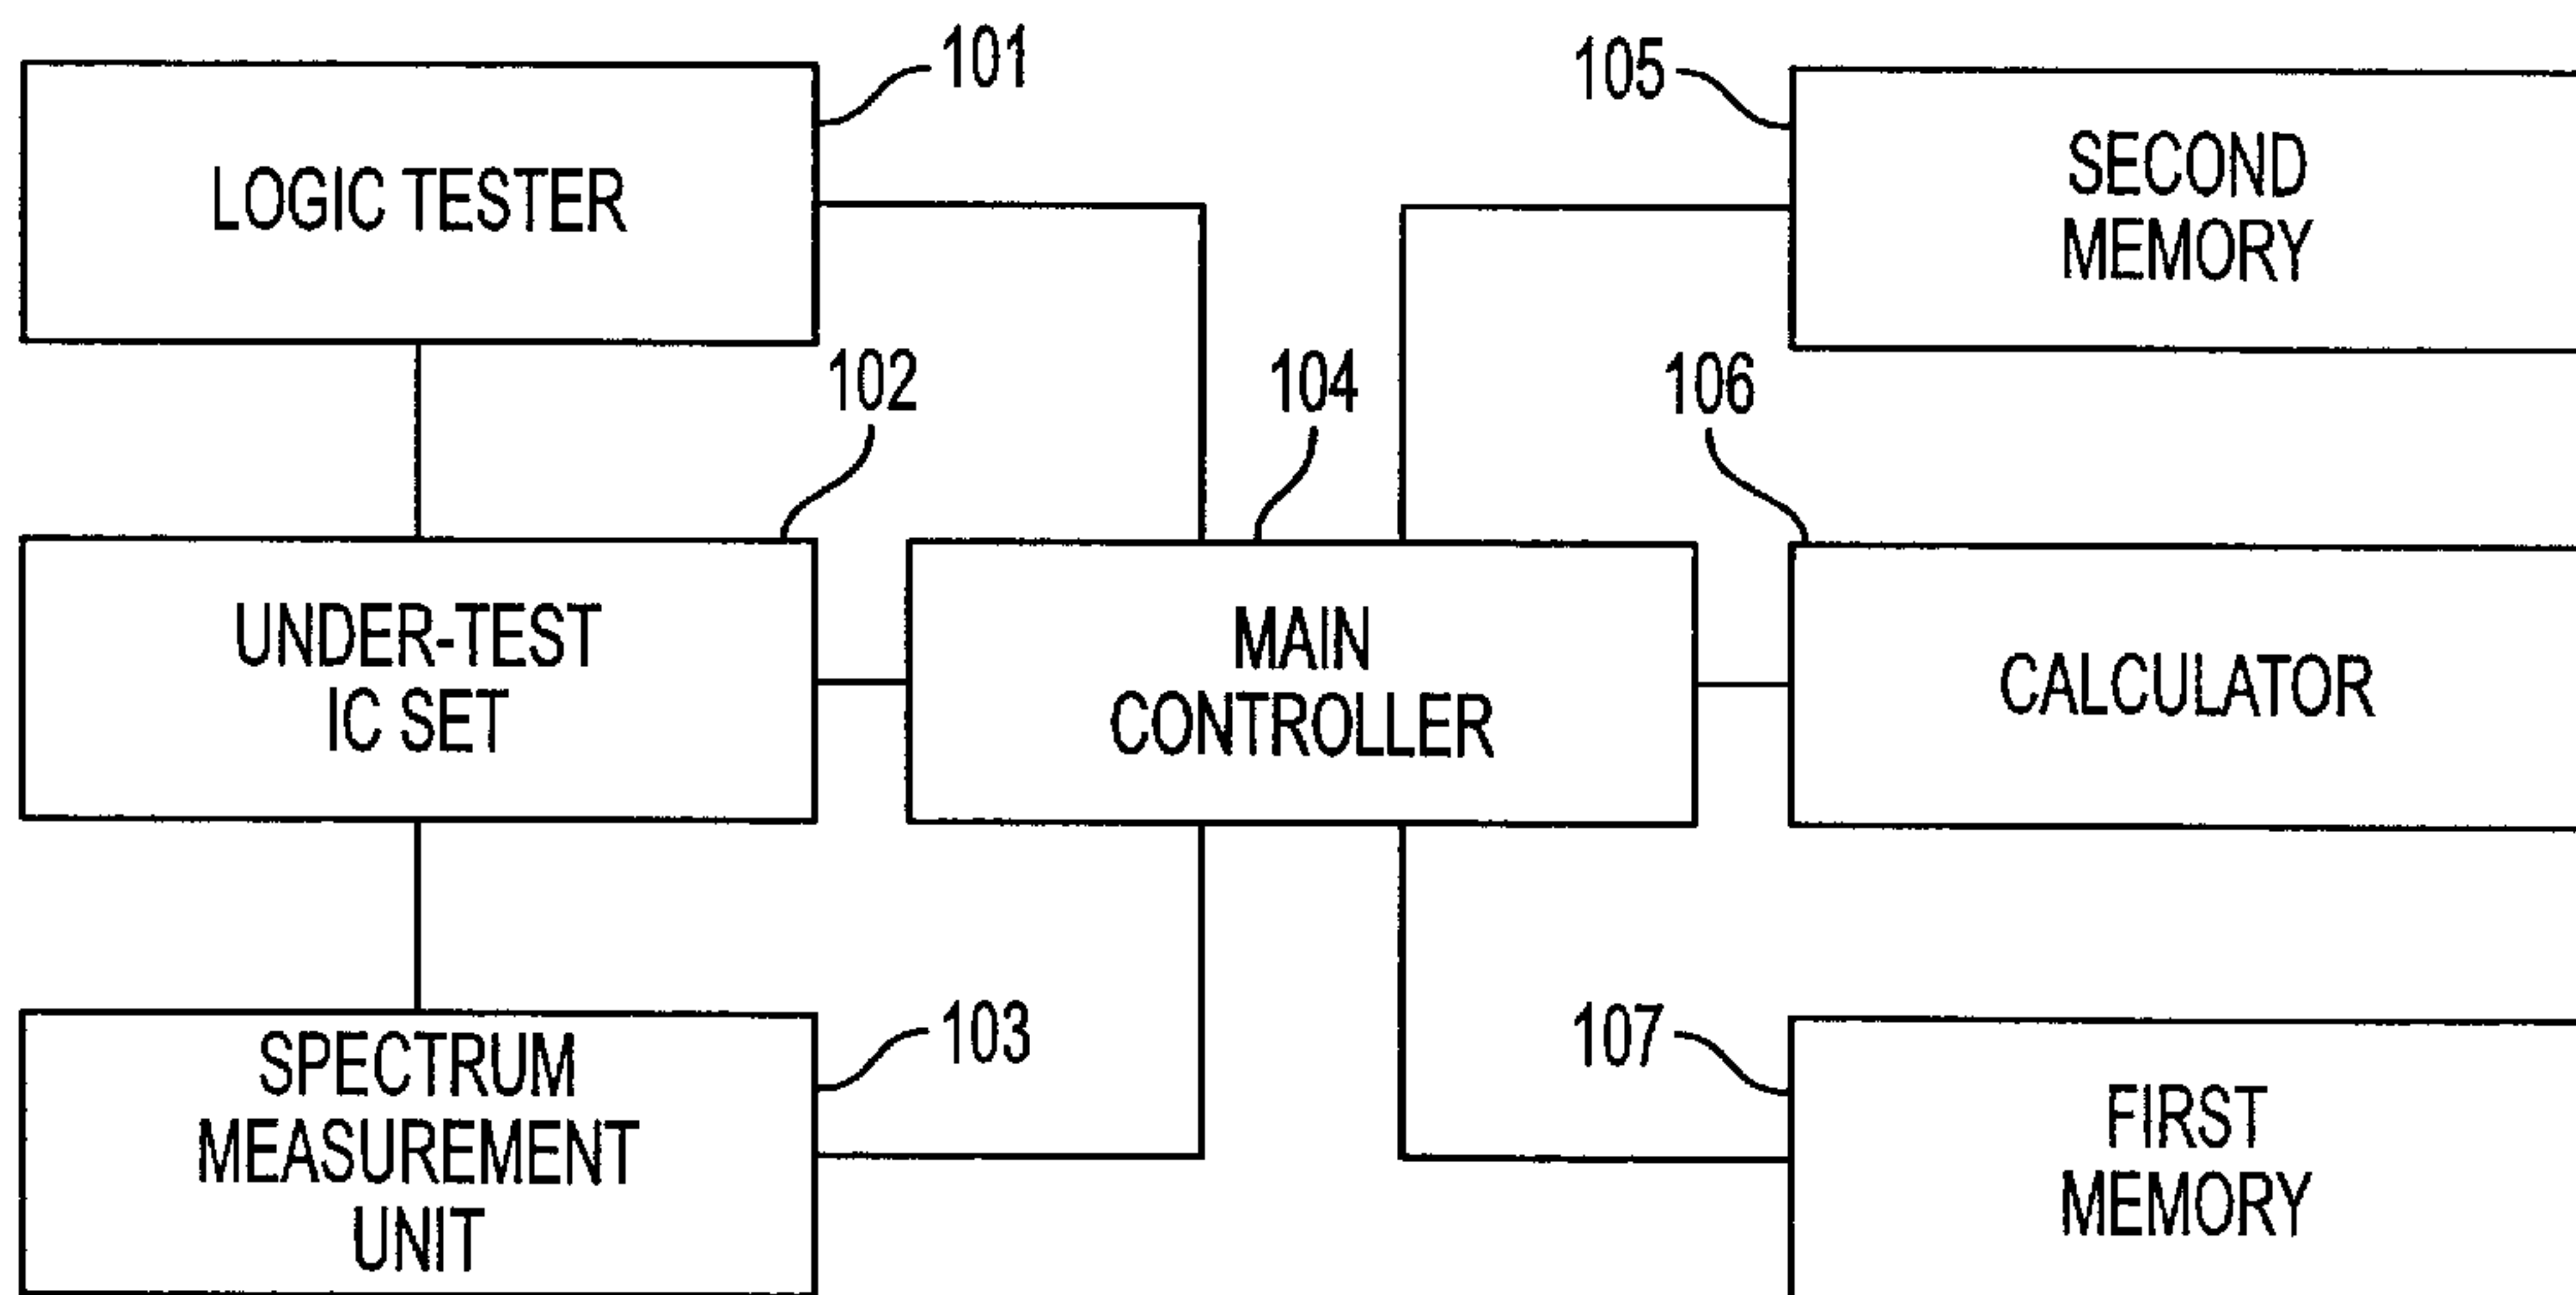 101
LOGIC TESTER
105
SECOND
MEMORY
102
UNDER-TEST
IC SET
104
MAIN
CONTROLLER
106
CALCULATOR
103
SPECTRUM
MEASUREMENT
UNIT
107
FIRST
MEMORY